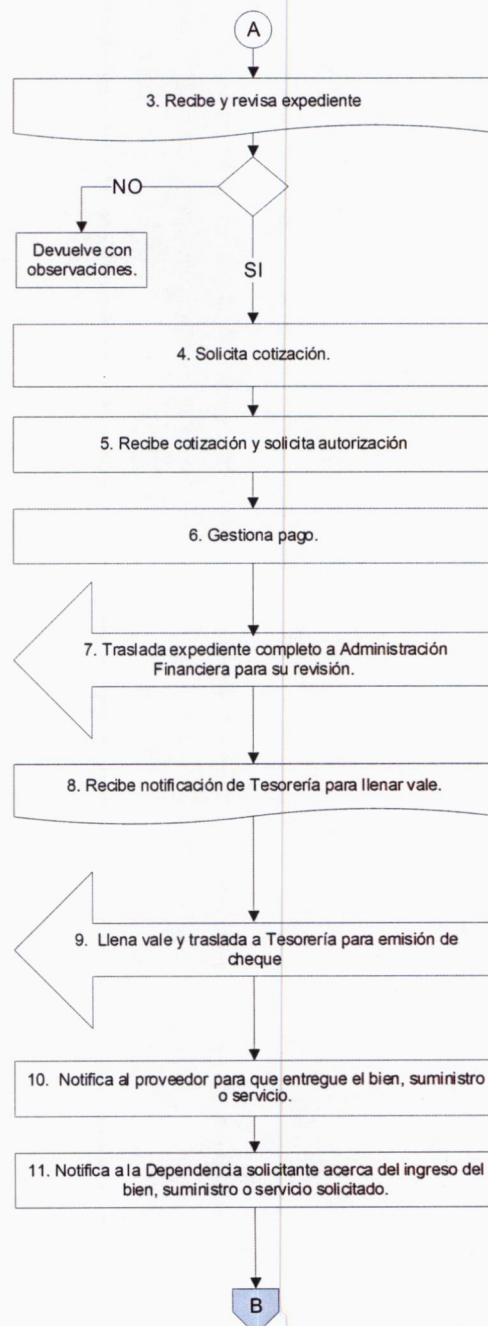 A
3. Recibe y revisa expediente
NO
Devuelve con
observaciones.
SI
4. Solicita cotización.
5. Recibe cotización y solicita autorización
6. Gestiona pago.
7. Traslada expediente completo a Administración
Financiera para su revisión.
8. Recibe notificación de Tesorería para llenar vale.
9. Llena vale y traslada a Tesorería para emisión de
cheque
10. Notifica al proveedor para que entregue el bien, suministro
o servicio.
11. Notifica a la Dependencia solicitante acerca del ingreso del
bien, suministro o servicio solicitado.
B